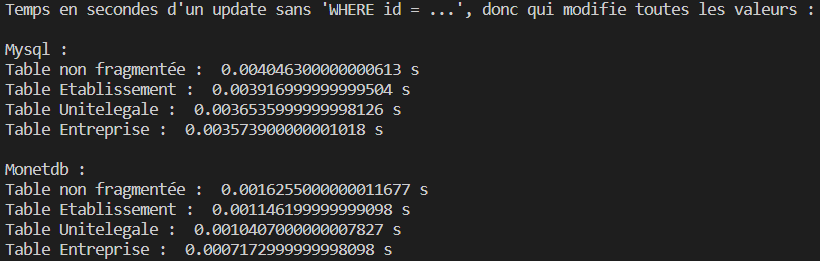 Temps en secondes d'un update sans 'WHERE id = ...', donc qui modifie toutes les valeurs :
Mysql :
Table non fragmentée :  0.004046300000000613 s
Table Etablissement :  0.003916999999999504 s
Table Unitelegale :  0.0036535999999998126 s
Table Entreprise :  0.003573900000001018 s
Monetdb :
Table non fragmentée :  0.0016255000000011677 s
Table Etablissement :  0.001146199999999098 s
Table Unitelegale :  0.0010407000000007827 s
Table Entreprise :  0.0007172999999998098 s